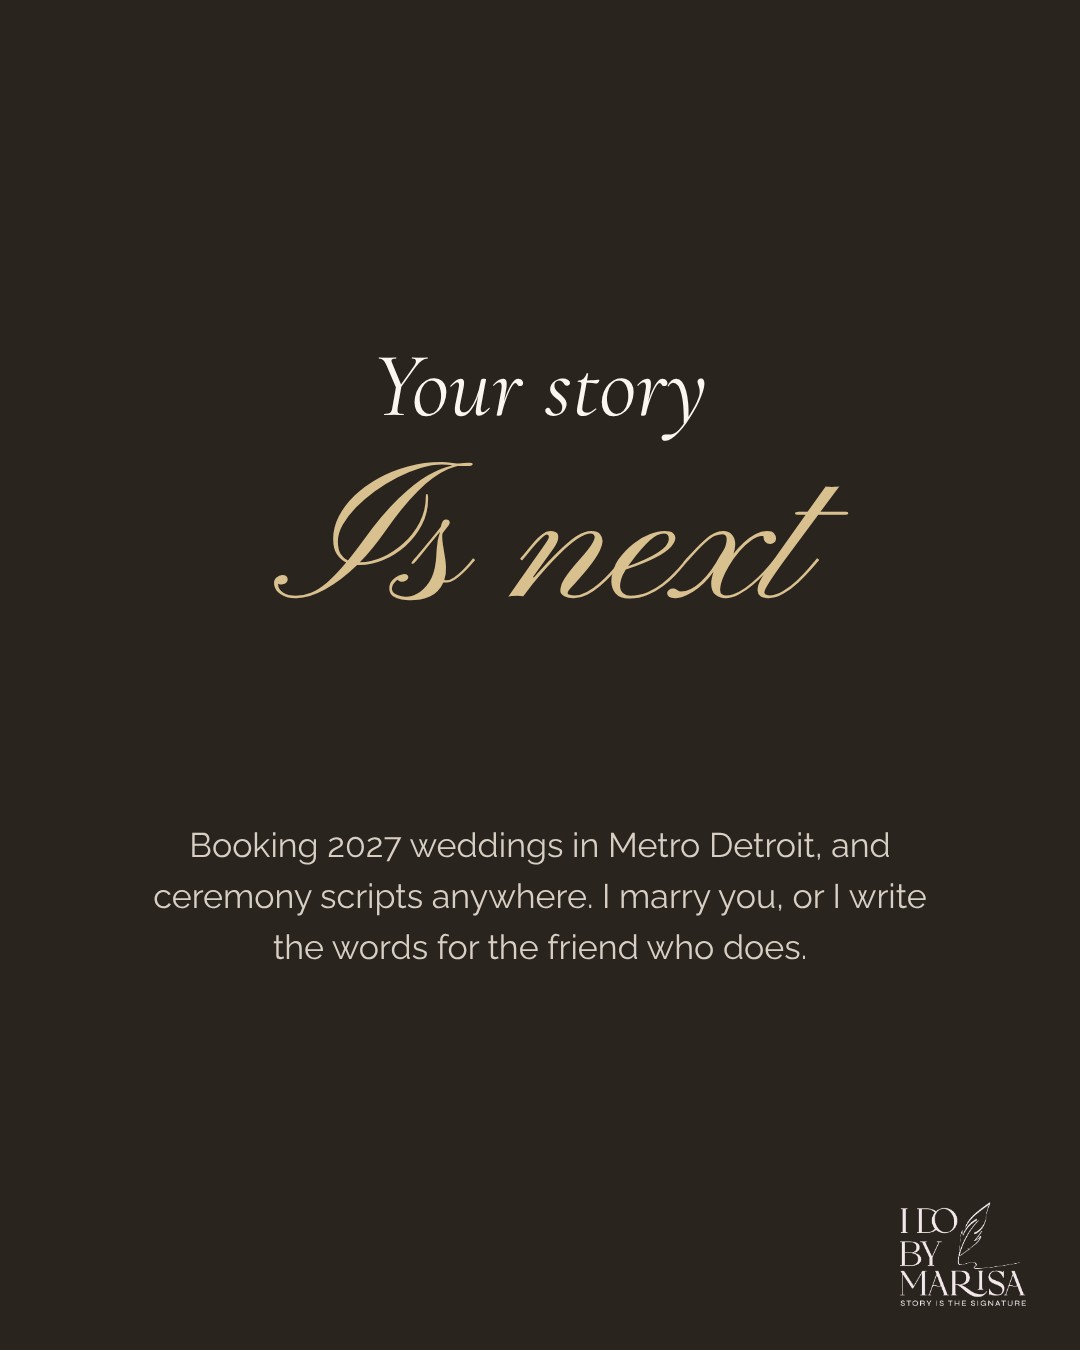 Your story
Is next
Booking 2027 weddings in Metro Detroit, and
ceremony scripts anywhere. I marry you, or I write
the words for the friend who does.
I DO
BY
MARISA
STORY IS THE SIGNATURE